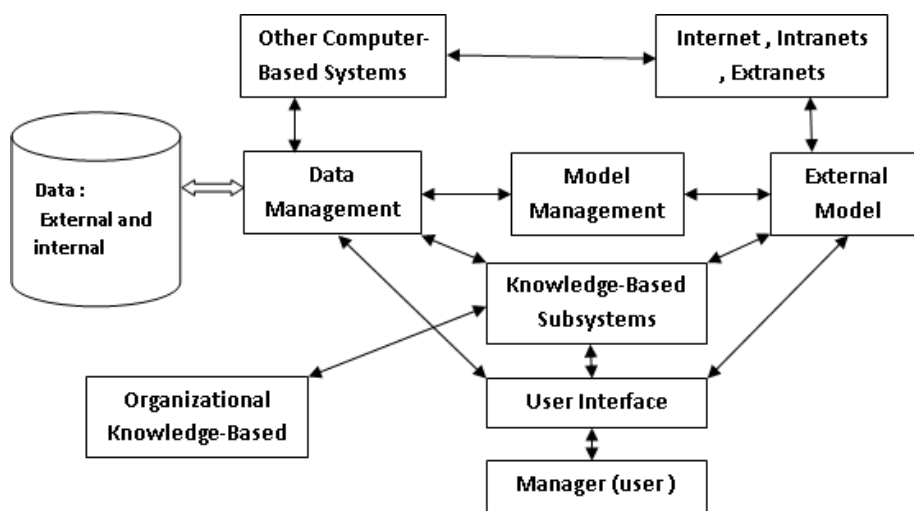 Other Computer-
Based Systems
Internet , Intranets
, Extranets
Data :
External and
internal
Data
Management
Model
Management
External
Model
Knowledge-Based
Subsystems
Organizational
Knowledge-Based
User Interface
Manager (user )